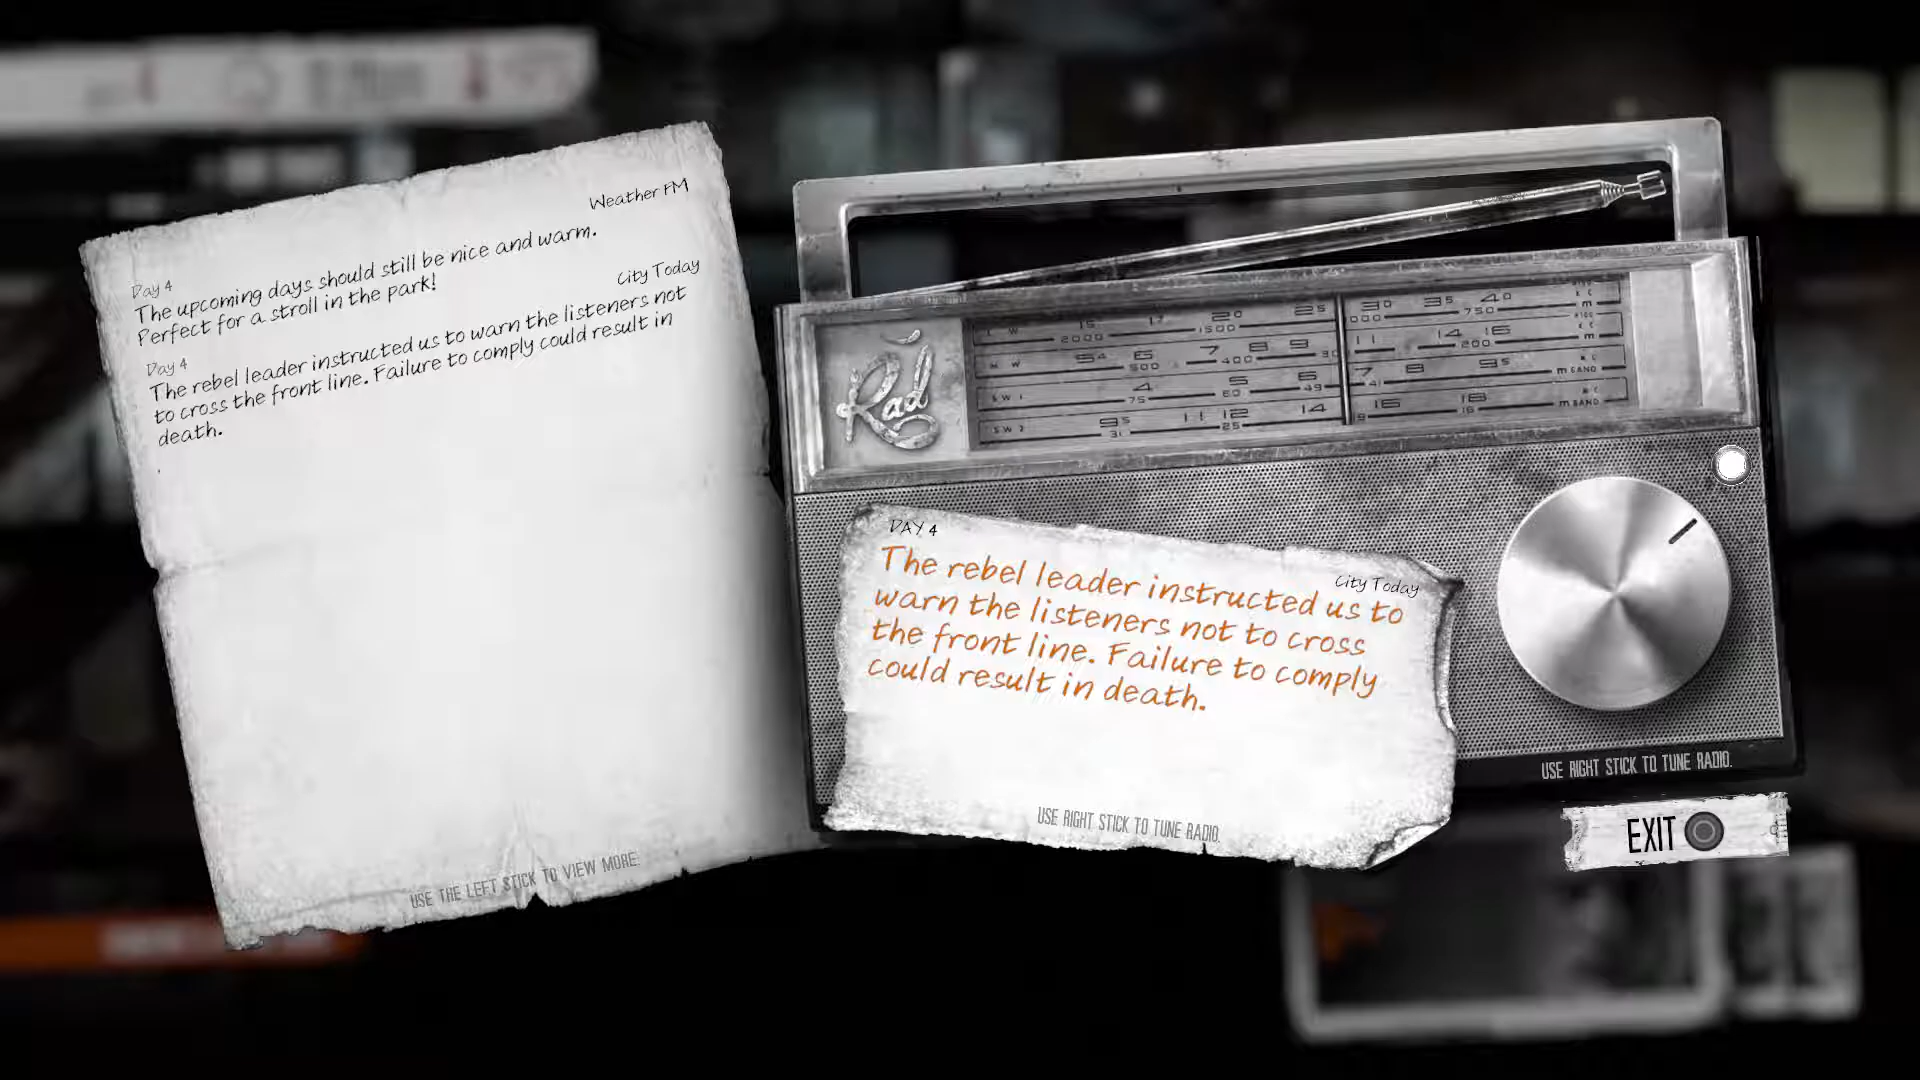 Weather FM
Day 4
The upcoming days should still be nice and warm.
Perfect for a stroll in the park!
City Today
Day 4
The rebel leader instructed us to warn the listeners not
to cross the front line. Failure to comply could result in
death.
.
USE THE LEFT STICK TO VIEW MORE.
Rad
DAY 4
City Today
The rebel leader instructed us to
warn the listeners not to cross
the front line. Failure to comply
could result in death.
USE RIGHT STICK TO TUNE RADIO.
USE RIGHT STICK TO TUNE RADIO.
EXIT